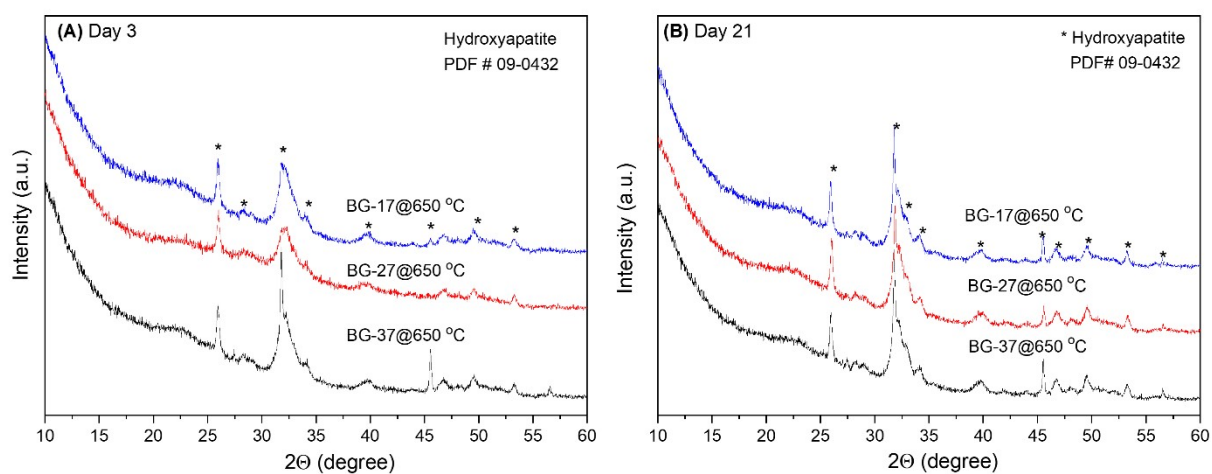 (A) Day 3
Hydroxyapatite
PDF # 09-0432
* * * * * * * *
BG-17@650 °C
BG-27@650 °C
BG-37@650 °C
Intensity (a.u.)
10 15 20 25 30 35 40 45 50 55 60
2Θ (degree)
(B) Day 21
* Hydroxyapatite
PDF# 09-0432
* * * * * * * * * *
BG-17@650 °C
BG-27@650 °C
BG-37@650 °C
Intensity (a.u.)
10 15 20 25 30 35 40 45 50 55 60
2Θ (degree)